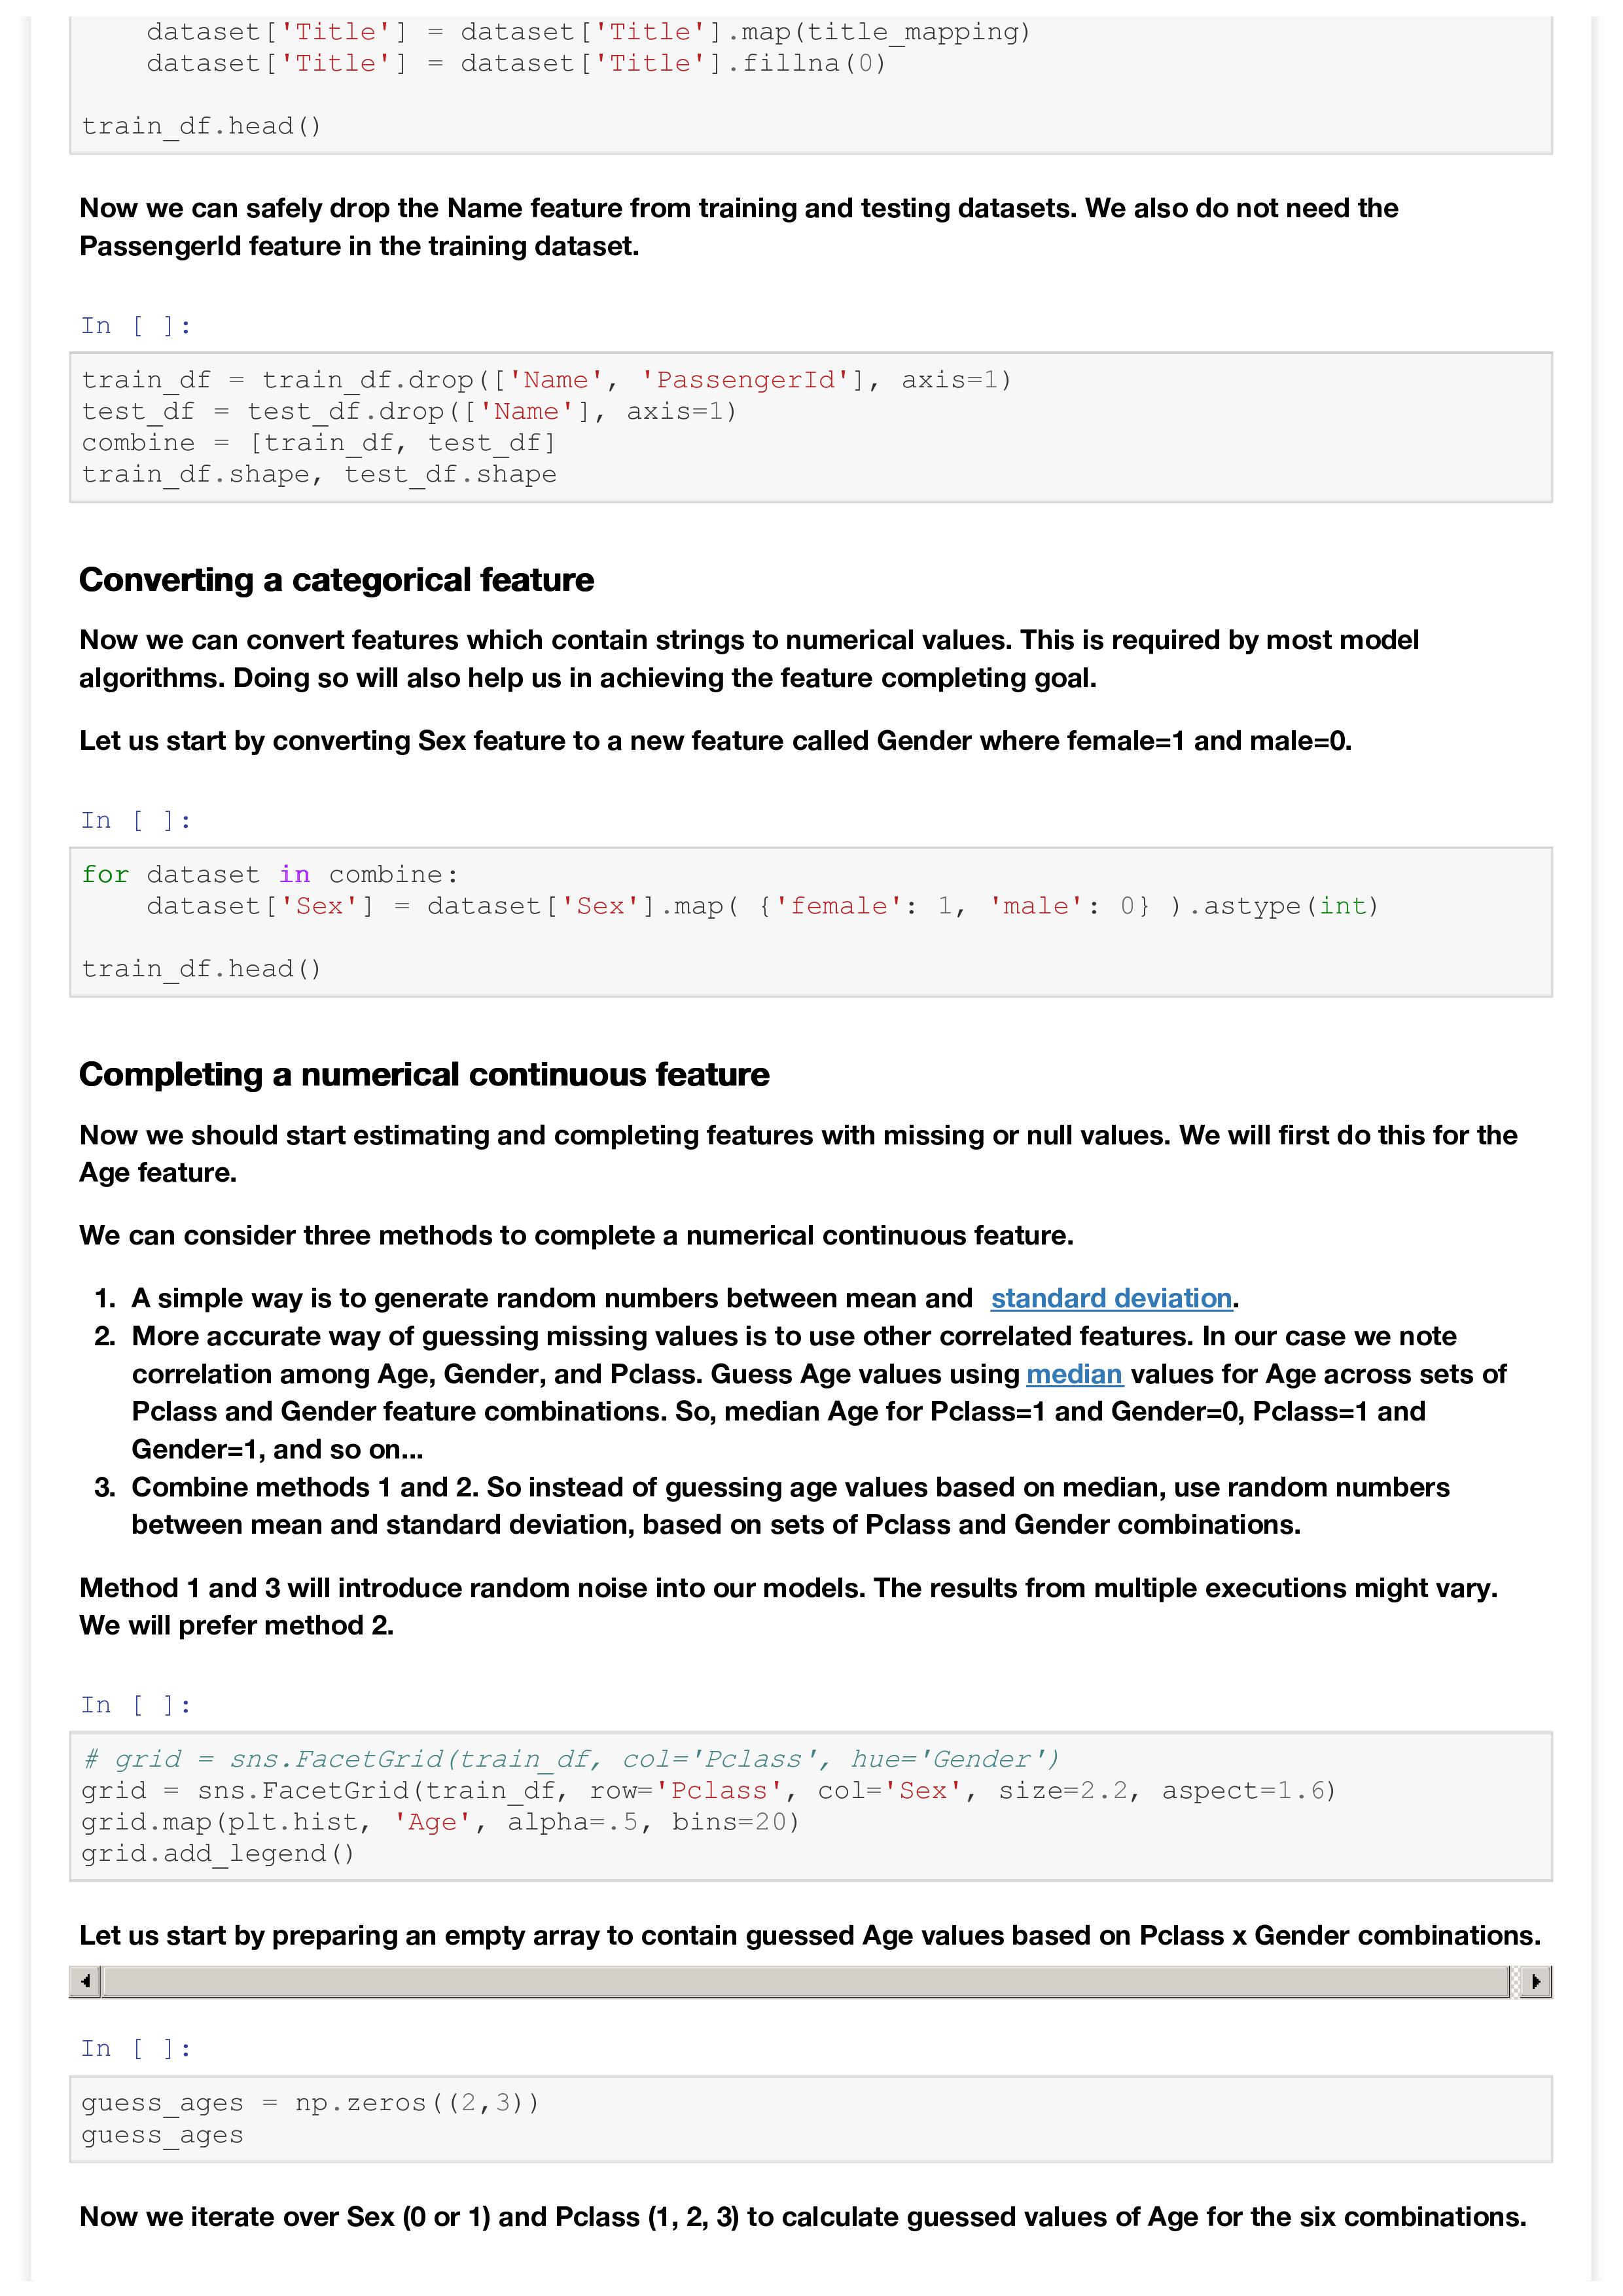 dataset['Title'] = dataset['Title'].map(title_mapping)
    dataset['Title'] = dataset['Title'].fillna(0)
train_df.head()
Now we can safely drop the Name feature from training and testing datasets. We also do not need the
PassengerId feature in the training dataset.
In [ ]:
train_df = train_df.drop(['Name', 'PassengerId'], axis=1)
test_df = test_df.drop(['Name'], axis=1)
combine = [train_df, test_df]
train_df.shape, test_df.shape
Converting a categorical feature
Now we can convert features which contain strings to numerical values. This is required by most model
algorithms. Doing so will also help us in achieving the feature completing goal.
Let us start by converting Sex feature to a new feature called Gender where female=1 and male=0.
In [ ]:
for dataset in combine:
    dataset['Sex'] = dataset['Sex'].map( {'female': 1, 'male': 0} ).astype(int)
train_df.head()
Completing a numerical continuous feature
Now we should start estimating and completing features with missing or null values. We will first do this for the
Age feature.
We can consider three methods to complete a numerical continuous feature.
1. A simple way is to generate random numbers between mean and standard deviation.
2. More accurate way of guessing missing values is to use other correlated features. In our case we note
correlation among Age, Gender, and Pclass. Guess Age values using median values for Age across sets of
Pclass and Gender feature combinations. So, median Age for Pclass=1 and Gender=0, Pclass=1 and
Gender=1, and so on...
3. Combine methods 1 and 2. So instead of guessing age values based on median, use random numbers
between mean and standard deviation, based on sets of Pclass and Gender combinations.
Method 1 and 3 will introduce random noise into our models. The results from multiple executions might vary.
We will prefer method 2.
In [ ]:
# grid = sns.FacetGrid(train_df, col='Pclass', hue='Gender')
grid = sns.FacetGrid(train_df, row='Pclass', col='Sex', size=2.2, aspect=1.6)
grid.map(plt.hist, 'Age', alpha=.5, bins=20)
grid.add_legend()
Let us start by preparing an empty array to contain guessed Age values based on Pclass x Gender combinations.
In [ ]:
guess_ages = np.zeros((2,3))
guess_ages
Now we iterate over Sex (0 or 1) and Pclass (1, 2, 3) to calculate guessed values of Age for the six combinations.